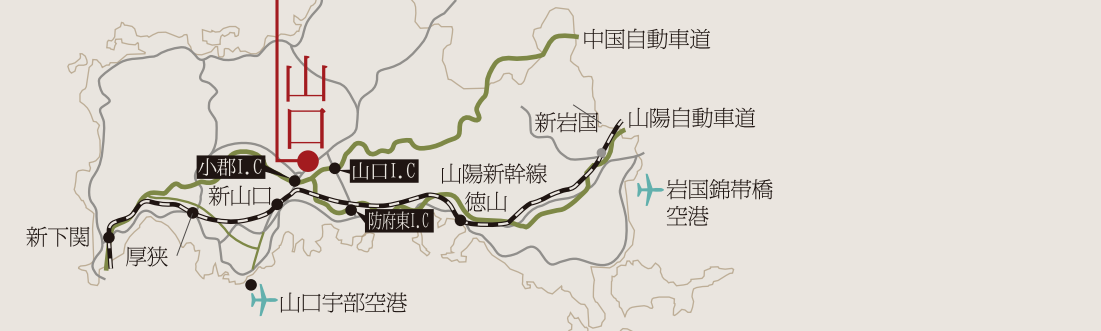 中国自動車道
山口
新岩国
山陽自動車道
小郡I.C
山口I.C
山陽新幹線
新山口
徳山
岩国錦帯橋
空港
防府東I.C
新下関
厚狭
山口宇部空港